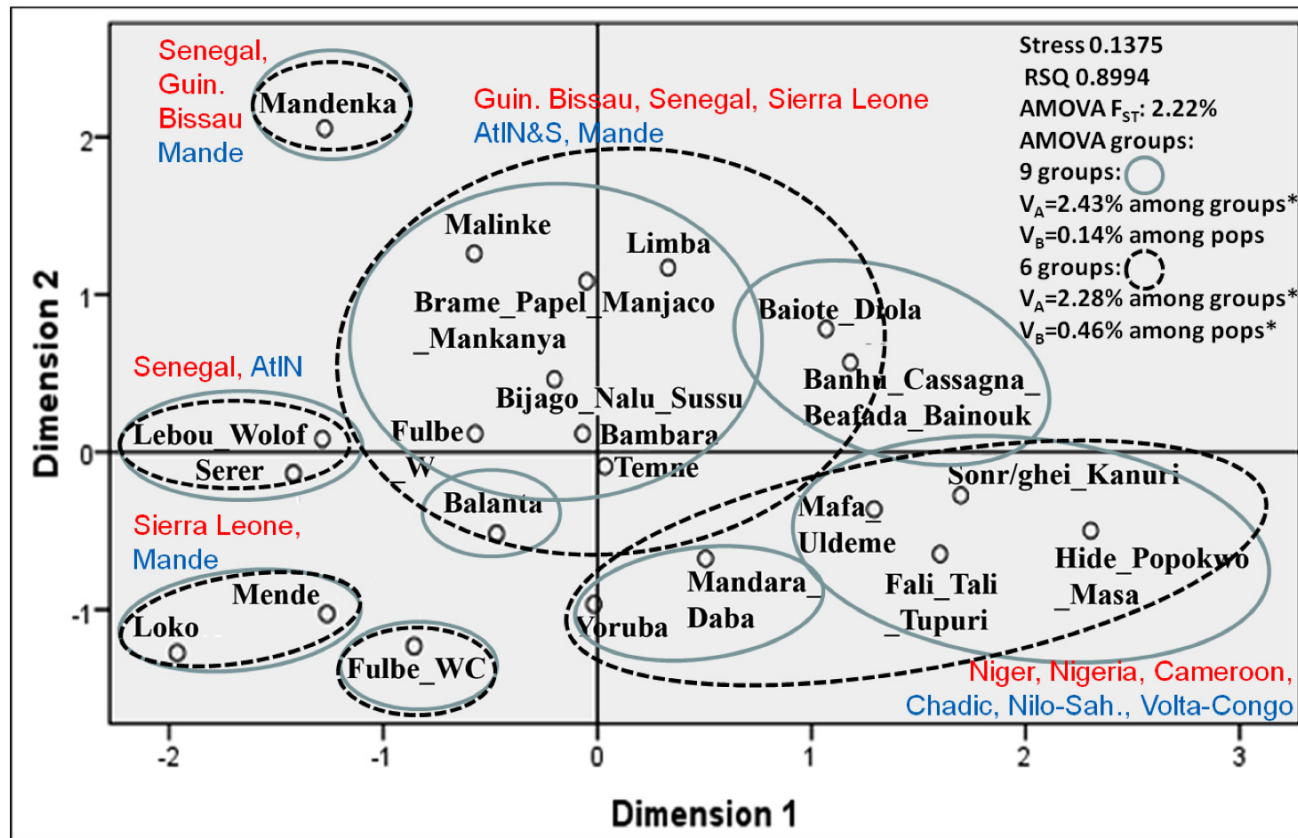 Senegal,
Guin.
Bissau
Mande
Mandenka
Guin. Bissau, Senegal, Sierra Leone
AtlN&S, Mande
Stress 0.1375
RSQ 0.8994
AMOVA FST: 2.22%
AMOVA groups:
9 groups:
VA=2.43% among groups*
VB=0.14% among pops
6 groups:
VA=2.28% among groups*
VB=0.46% among pops*
Malinke
Limba
Brame_Papel_Manjaco
_Mankanya
Baiote_Diola
Banhu_Cassagna_
Beafada_Bainouk
Bijago_Nalu_Sussu
Senegal, AtlN
Lebou_Wolof
Serer
Fulbe
_W
Bambara
Temne
Balanta
Sonr/ghei_Kanuri
Mafa_
Uldeme
Hide_Popokwo
_Masa
Fali_Tali
_Tupuri
Mandara_
Daba
Yoruba
Sierra Leone,
Mande
Mende
Loko
Fulbe_WC
Niger, Nigeria, Cameroon,
Chadic, Nilo-Sah., Volta-Congo
Dimension 2
2
1
0
-1
-2
-1
0
1
2
3
Dimension 1